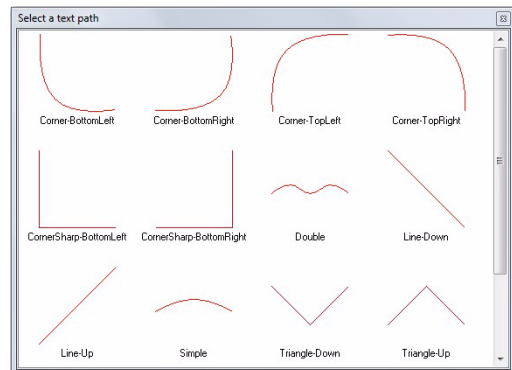 Select a text path
Corner-BottomLeft Corner-BottomRight Corner-TopLeft Corner-TopRight
CornerSharp-BottomLeft CornerSharp-BottomRight Double Line-Down
Line-Up Simple Triangle-Down Triangle-Up